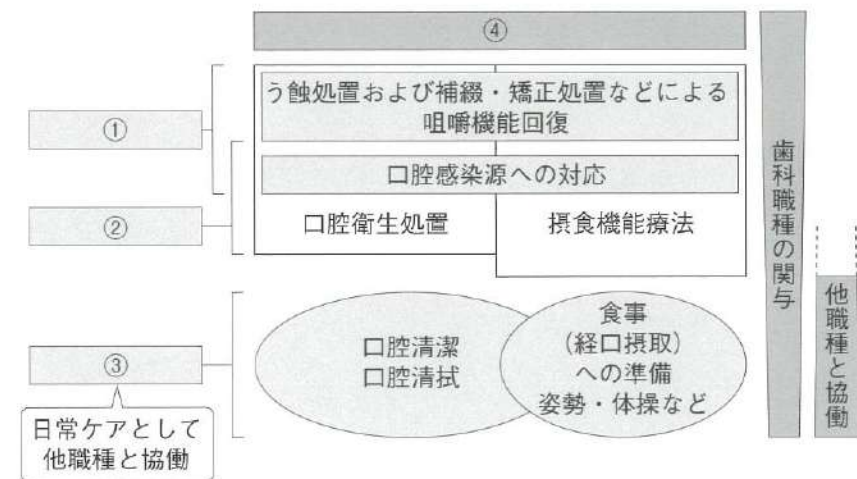 ④
う蝕処置および補綴・矯正処置などによる
咀嚼機能回復
①
口腔感染源への対応
②
口腔衛生処置
摂食機能療法
③
口腔清潔
口腔清拭
食事
(経口摂取)
への準備
姿勢・体操など
日常ケアとして
他職種と協働
歯科職種の関与
他職種と協働